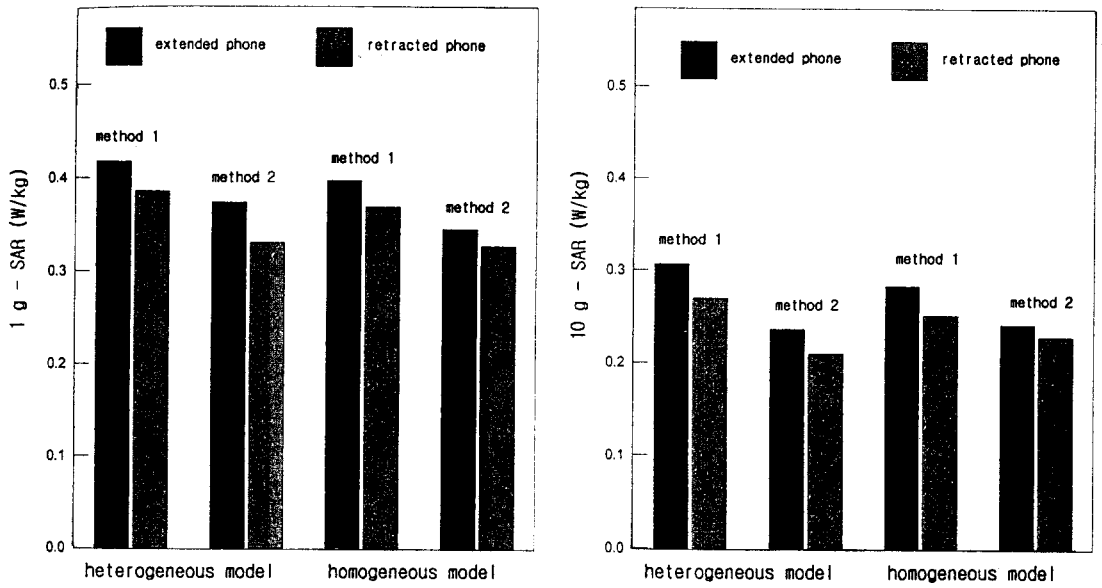 extended phone
retracted phone
0.5
0.4
0.3
0.2
0.1
0.0
1 g - SAR (W/kg)
method 1
method 2
method 1
method 2
heterogeneous model
homogeneous model
extended phone
retracted phone
0.5
0.4
0.3
0.2
0.1
0.0
10 g - SAR (W/kg)
method 1
method 2
method 1
method 2
heterogeneous model
homogeneous model